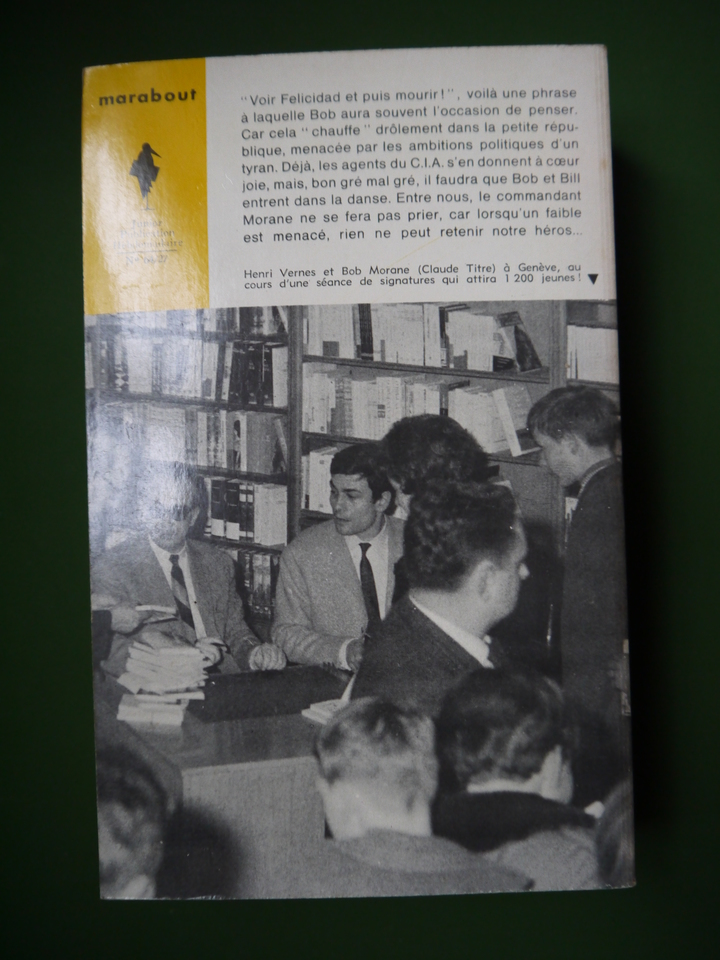 marabout
"Voir Felicidad et puis mourir!", voilà une phrase
à laquelle Bob aura souvent l'occasion de penser.
Car cela "chauffe" drôlement dans la petite répu-
blique, menacée par les ambitions politiques d'un
tyran. Déjà, les agents du C.I.A. s'en donnent à cœur
joie, mais, bon gré mal gré, il faudra que Bob et Bill
entrent dans la danse. Entre nous, le commandant
Morane ne se fera pas prier, car lorsqu'un faible
est menacé, rien ne peut retenir notre héros...
Henri Vernes et Bob Morane (Claude Titre) à Genève, au
cours d'une séance de signatures qui attira 1 200 jeunes! ▼